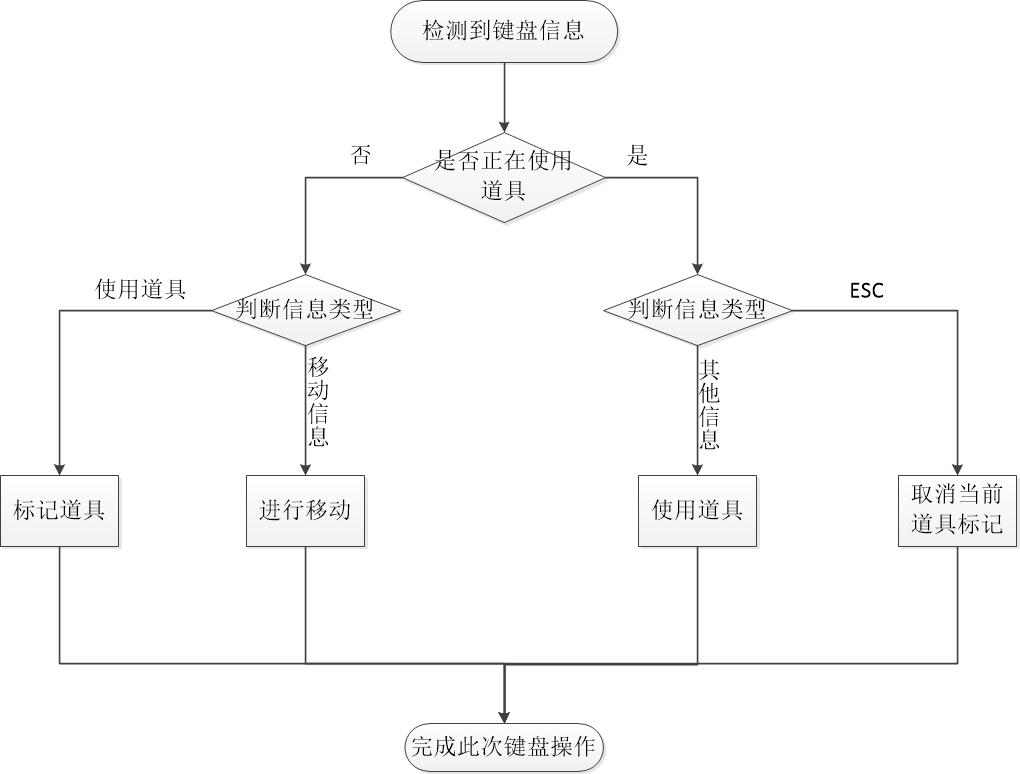 检测到键盘信息
否
是否正在使用
道具
是
使用道具
判断信息类型
判断信息类型
ESC
移动信息
其他信息
标记道具
进行移动
使用道具
取消当前
道具标记
完成此次键盘操作